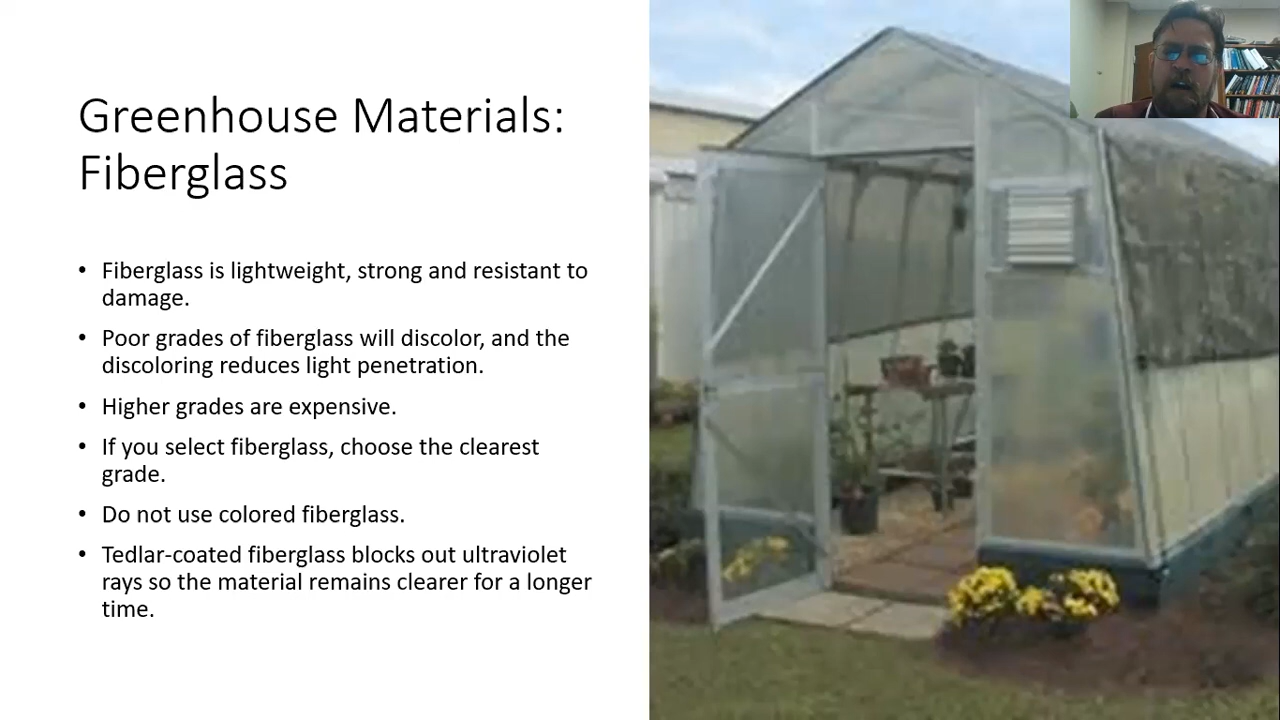 Greenhouse Materials:
Fiberglass
• Fiberglass is lightweight, strong and resistant to
damage.
• Poor grades of fiberglass will discolor, and the
discoloring reduces light penetration.
• Higher grades are expensive.
• If you select fiberglass, choose the clearest
grade.
• Do not use colored fiberglass.
• Tedlar-coated fiberglass blocks out ultraviolet
rays so the material remains clearer for a longer
time.